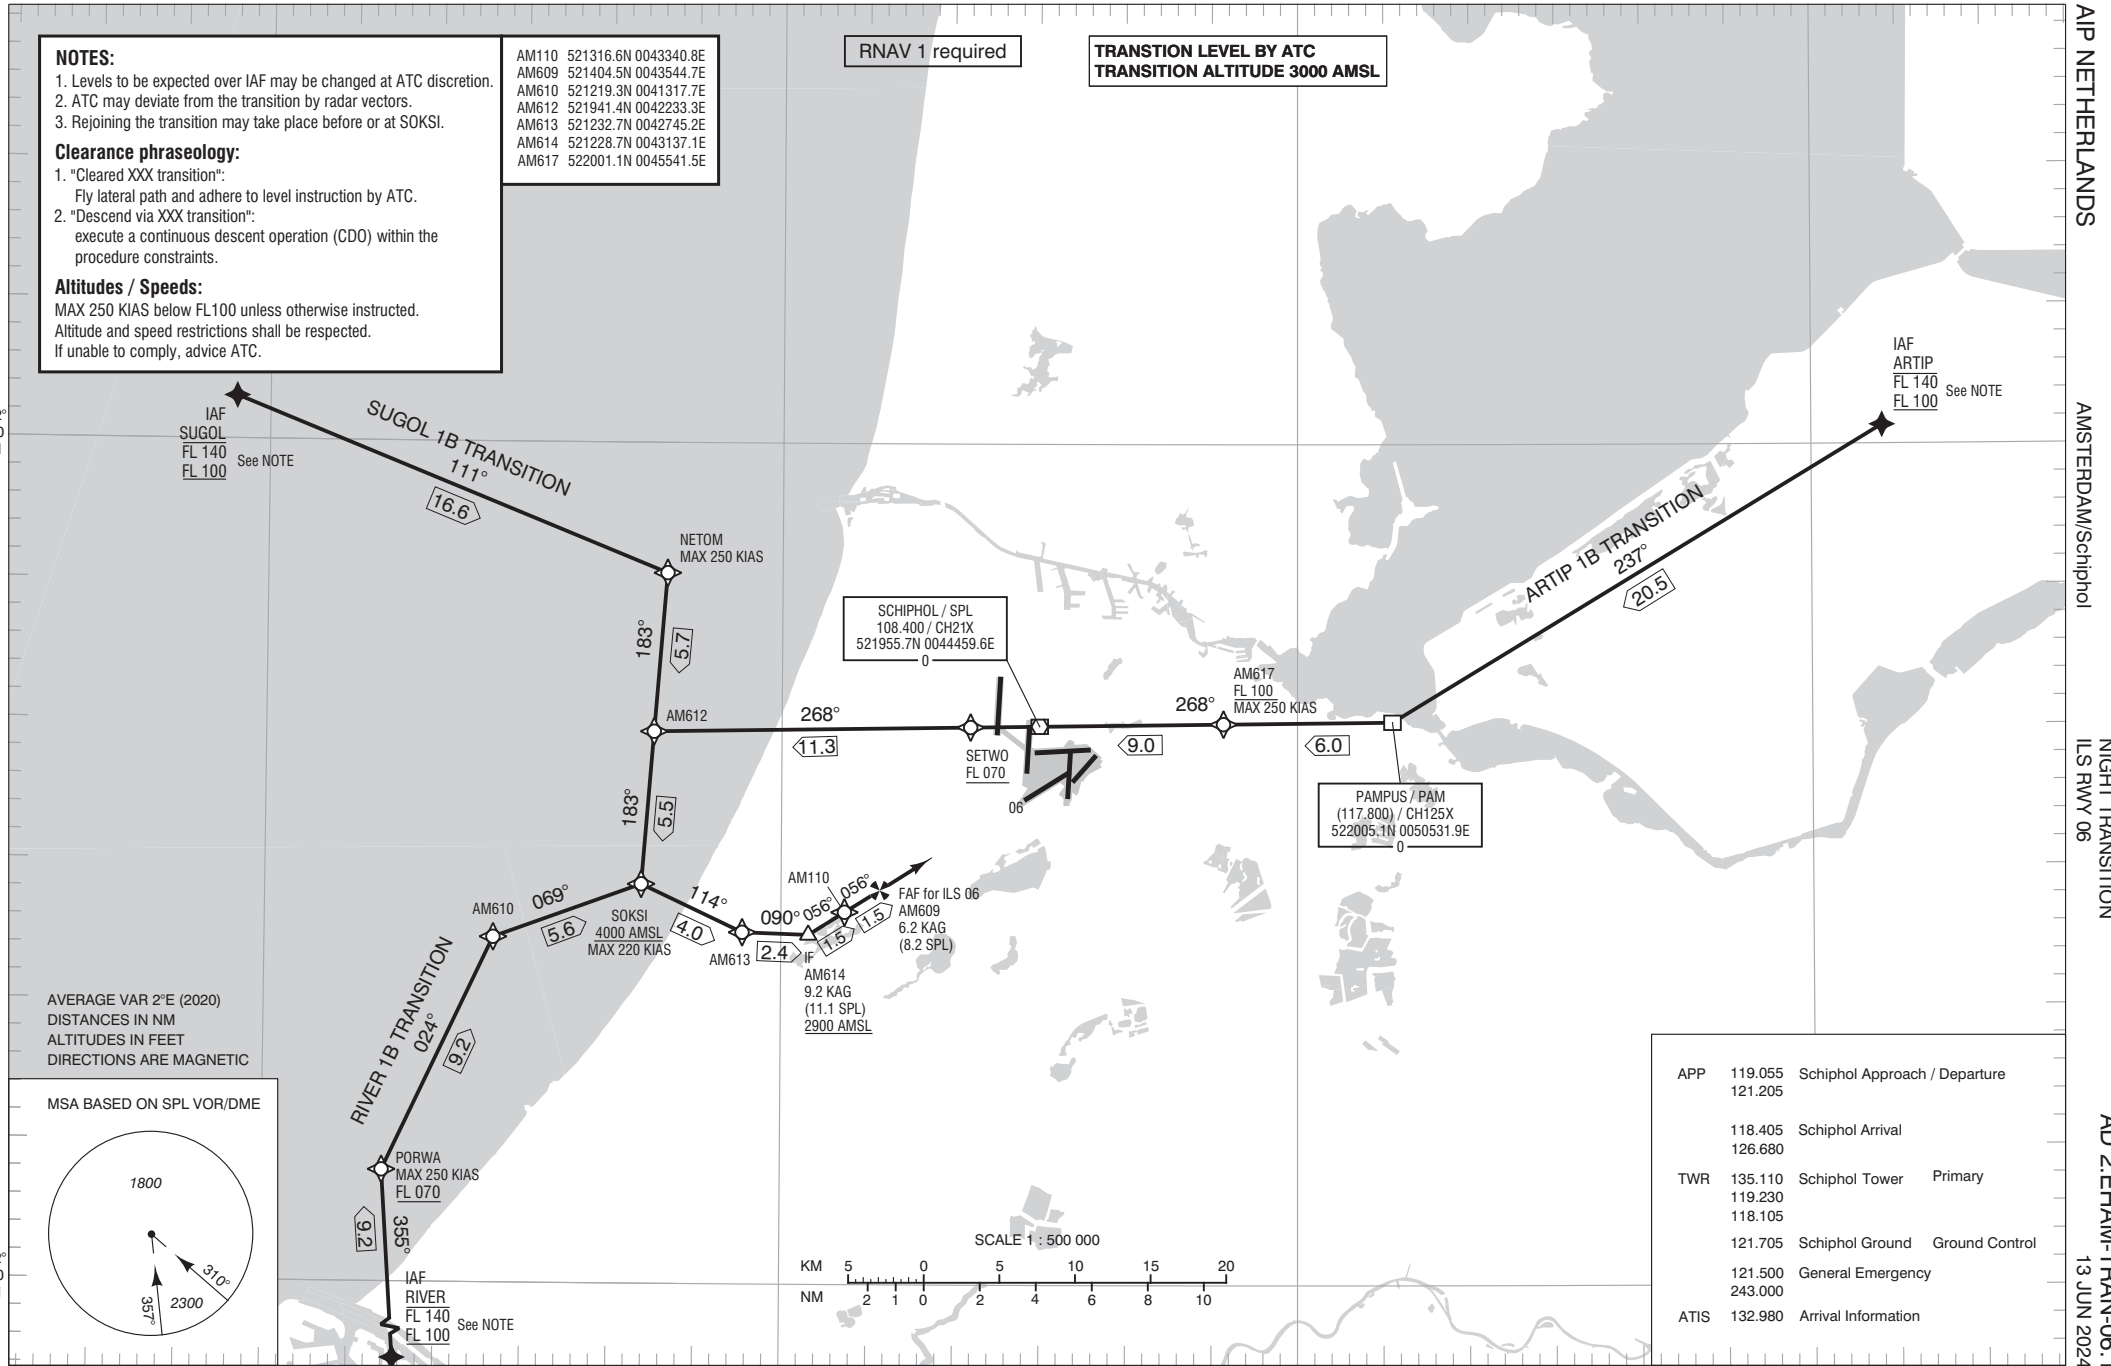 NOTES:
1. Levels to be expected over IAF may be changed at ATC discretion.
2. ATC may deviate from the transition by radar vectors.
3. Rejoining the transition may take place before or at SOKSI.
Clearance phraseology:
1. "Cleared XXX transition":
Fly lateral path and adhere to level instruction by ATC.
2. "Descend via XXX transition":
execute a continuous descent operation (CDO) within the
procedure constraints.
Altitudes / Speeds:
MAX 250 KIAS below FL100 unless otherwise instructed.
Altitude and speed restrictions shall be respected.
If unable to comply, advice ATC.
AM110 521316.6N 0043340.8E
AM609 521404.5N 0043544.7E
AM610 521219.3N 0041317.7E
AM612 521941.4N 0042233.3E
AM613 521232.7N 0042745.2E
AM614 521228.7N 0043137.1E
AM617 522001.1N 0045541.5E
RNAV 1 required
TRANSTION LEVEL BY ATC
TRANSITION ALTITUDE 3000 AMSL
AIP NETHERLANDS
AMSTERDAM/Schiphol
NIGHT TRANSITION
ILS RWY 06
13 JUN 2024
IAF
SUGOL
FL 140
FL 100
See NOTE
SUGOL 1B TRANSITION
111°
16.6
NETOM
MAX 250 KIAS
183°
5.7
AM612
268°
11.3
SETWO
FL 070
SCHIPHOL / SPL
108.400 / CH21X
521955.7N 0044459.6E
0
06
268°
9.0
AM617
FL 100
MAX 250 KIAS
6.0
PAMPUS / PAM
(117.800) / CH125X
522005.1N 0050531.9E
0
ARTIP 1B TRANSITION
237°
20.5
IAF
ARTIP
FL 140
FL 100
See NOTE
183°
5.5
SOKSI
4000 AMSL
MAX 220 KIAS
114°
4.0
AM613
090°
2.4
IF
AM614
9.2 KAG
(11.1 SPL)
2900 AMSL
056°
1.5
AM110
056°
1.5
FAF for ILS 06
AM609
6.2 KAG
(8.2 SPL)
AM610
069°
5.6
RIVER 1B TRANSITION
024°
9.2
PORWA
MAX 250 KIAS
FL 070
355°
9.2
IAF
RIVER
FL 140
FL 100
See NOTE
AVERAGE VAR 2°E (2020)
DISTANCES IN NM
ALTITUDES IN FEET
DIRECTIONS ARE MAGNETIC
MSA BASED ON SPL VOR/DME
1800
310°
2300
357°
SCALE 1 : 500 000
KM 5 0 5 10 15 20
NM 2 1 0 2 4 6 8 10
APP 119.055 Schiphol Approach / Departure
121.205
118.405 Schiphol Arrival
126.680
TWR 135.110 Schiphol Tower Primary
119.230
118.105
121.705 Schiphol Ground Ground Control
121.500 General Emergency
243.000
ATIS 132.980 Arrival Information